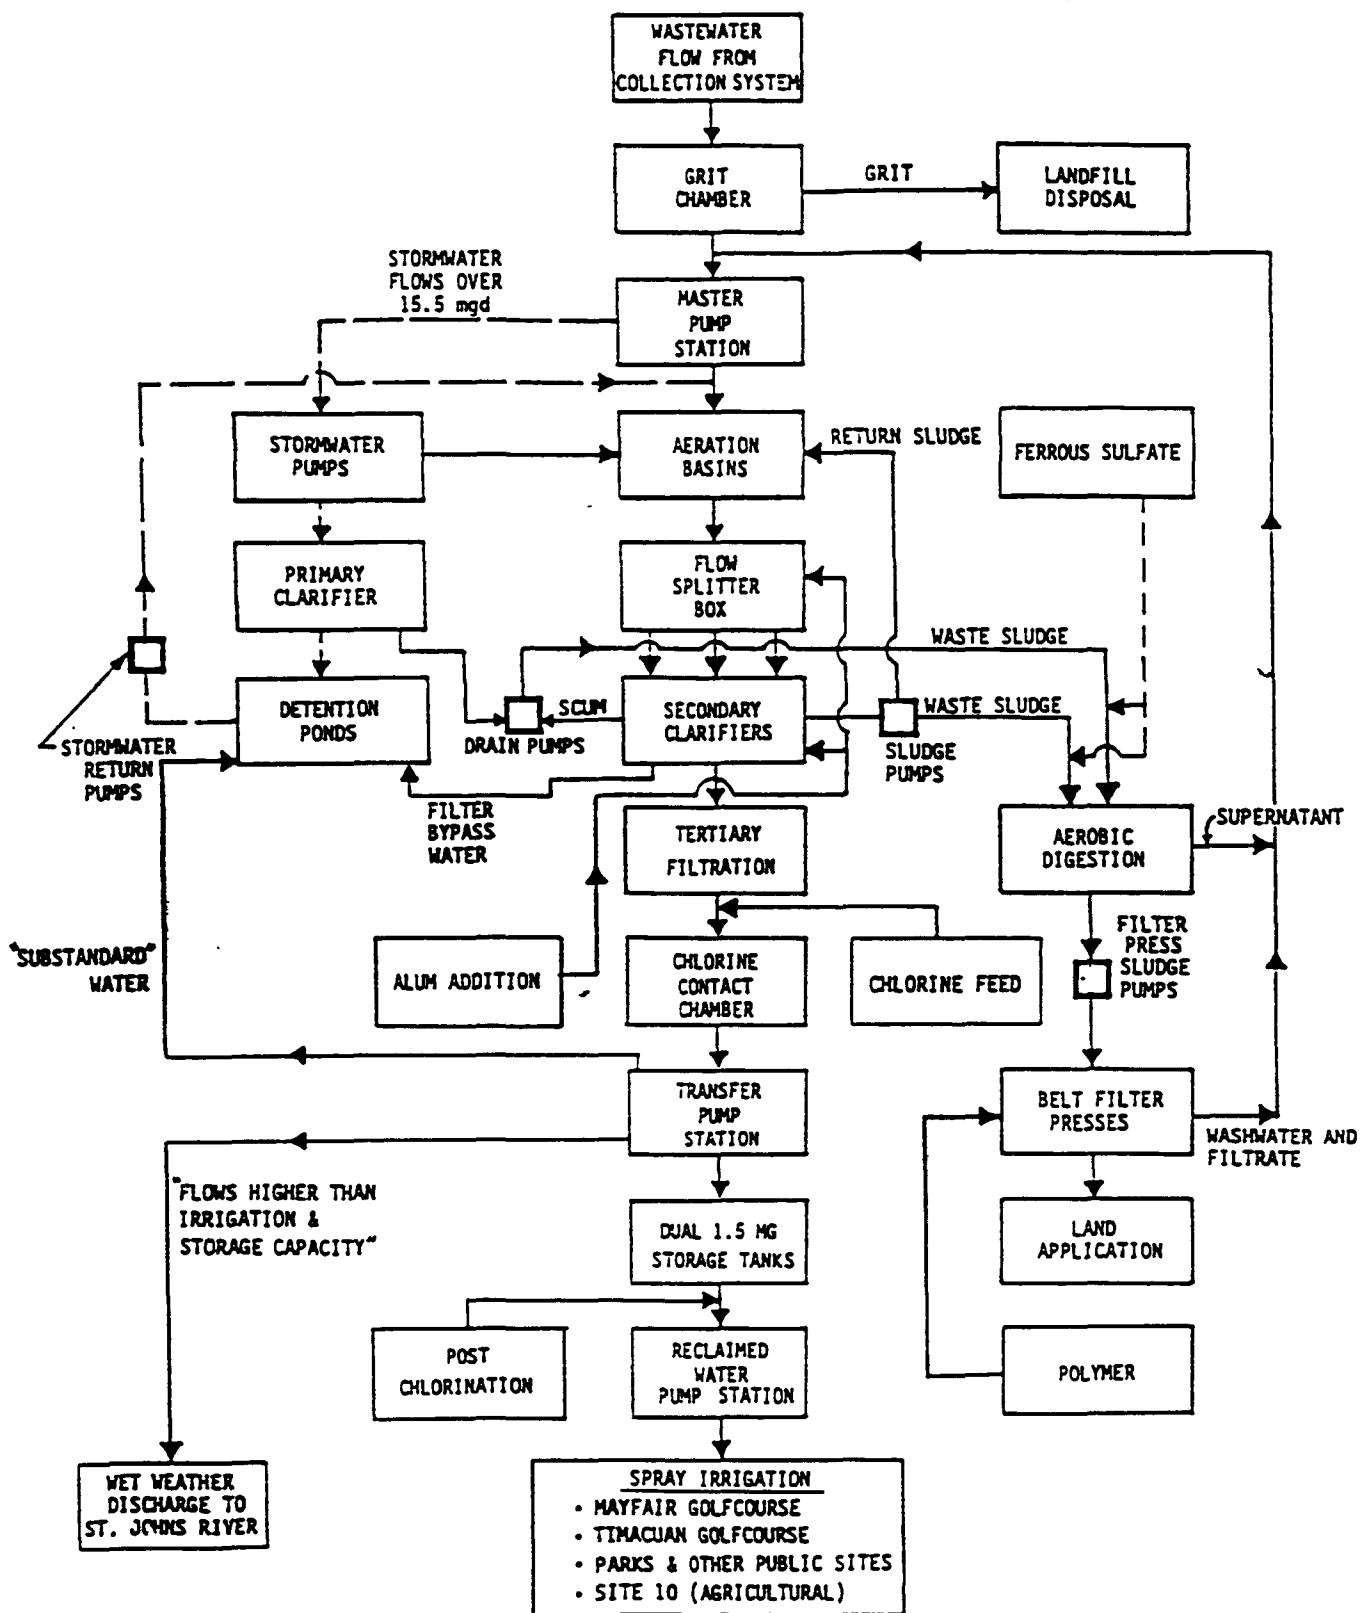 WASTEWATER
FLOW FROM
COLLECTION SYSTEM
GRIT
CHAMBER
GRIT
LANDFILL
DISPOSAL
STORMWATER
FLOWS OVER
15.5 mgd
MASTER
PUMP
STATION
STORMWATER
PUMPS
AERATION
BASINS
RETURN SLUDGE
FERROUS SULFATE
PRIMARY
CLARIFIER
FLOW
SPLITTER
BOX
WASTE SLUDGE
DETENTION
PONDS
SCUM
DRAIN PUMPS
SECONDARY
CLARIFIERS
WASTE SLUDGE
SLUDGE
PUMPS
STORMWATER
RETURN
PUMPS
FILTER
BYPASS
WATER
TERTIARY
FILTRATION
AEROBIC
DIGESTION
SUPERNATANT
"SUBSTANDARD"
WATER
ALUM ADDITION
CHLORINE
CONTACT
CHAMBER
CHLORINE FEED
FILTER
PRESS
SLUDGE
PUMPS
TRANSFER
PUMP
STATION
BELT FILTER
PRESSES
WASHWATER AND
FILTRATE
"FLOWS HIGHER THAN
IRRIGATION &
STORAGE CAPACITY"
DUAL 1.5 MG
STORAGE TANKS
LAND
APPLICATION
POST
CHLORINATION
RECLAIMED
WATER
PUMP STATION
POLYMER
WET WEATHER
DISCHARGE TO
ST. JOHNS RIVER
SPRAY IRRIGATION
• MAYFAIR GOLFCOURSE
• TIMACUAN GOLFCOURSE
• PARKS & OTHER PUBLIC SITES
• SITE 10 (AGRICULTURAL)